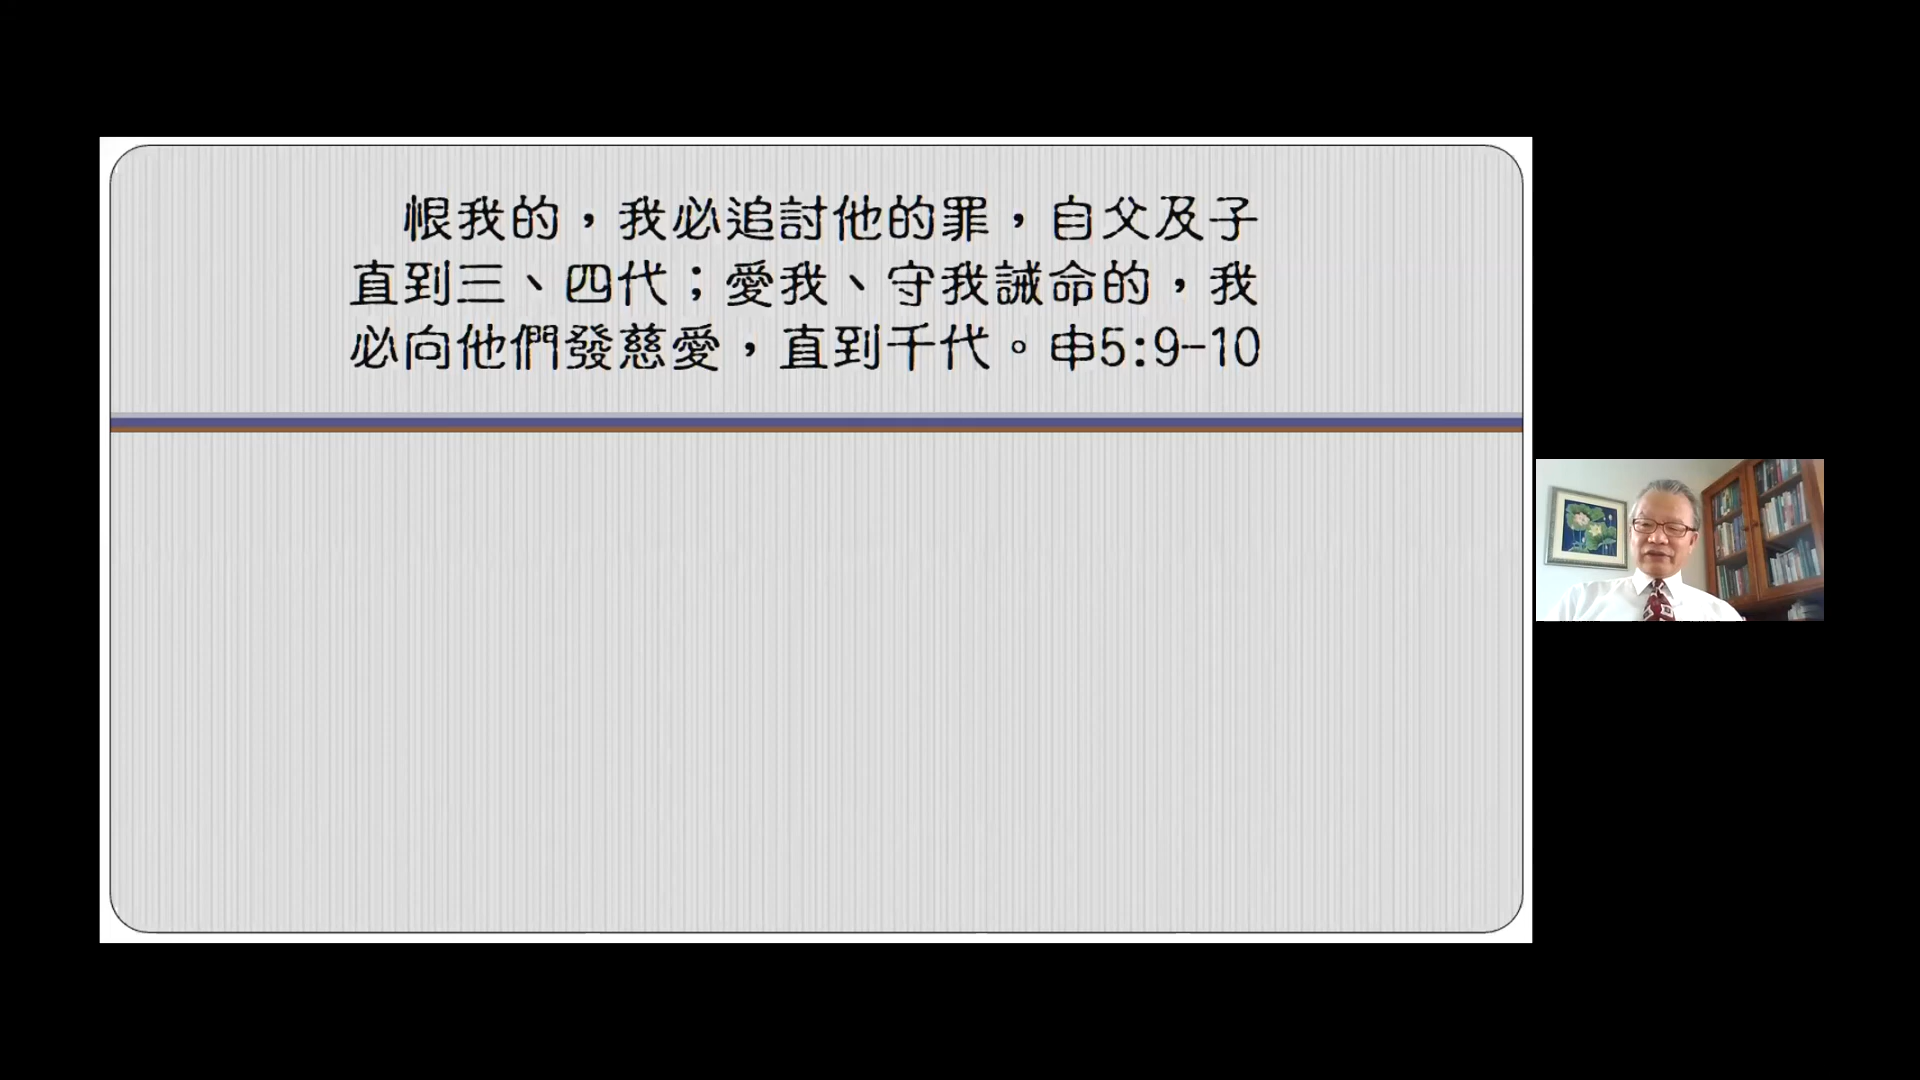 恨我的，我必追討他的罪，自父及子
直到三、四代；愛我、守我誡命的，我
必向他們發慈愛，直到千代。申5:9-10